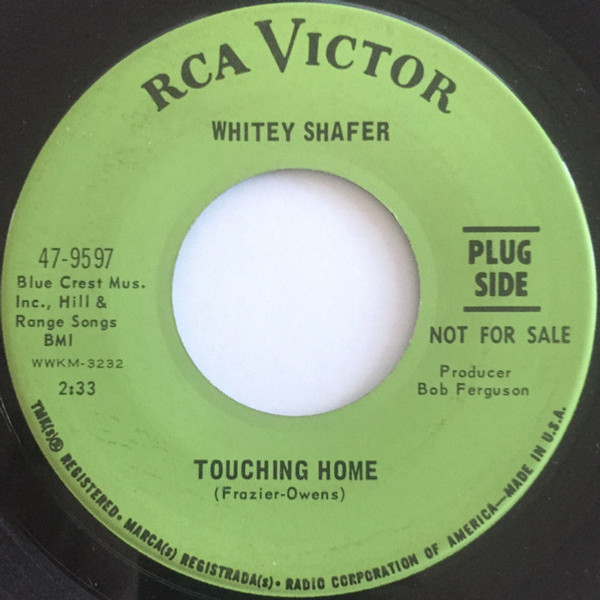 RCA VICTOR
WHITEY SHAFER
47-9597
Blue Crest Mus.
Inc., Hill &
Range Songs
BMI
WWKM-3232
2:33
PLUG
SIDE
NOT FOR SALE
Producer
Bob Ferguson
TOUCHING HOME
(Frazier-Owens)
TMK(s)® REGISTERED • MARCA(s) REGISTRADA(s) • RADIO CORPORATION OF AMERICA—MADE IN U.S.A.